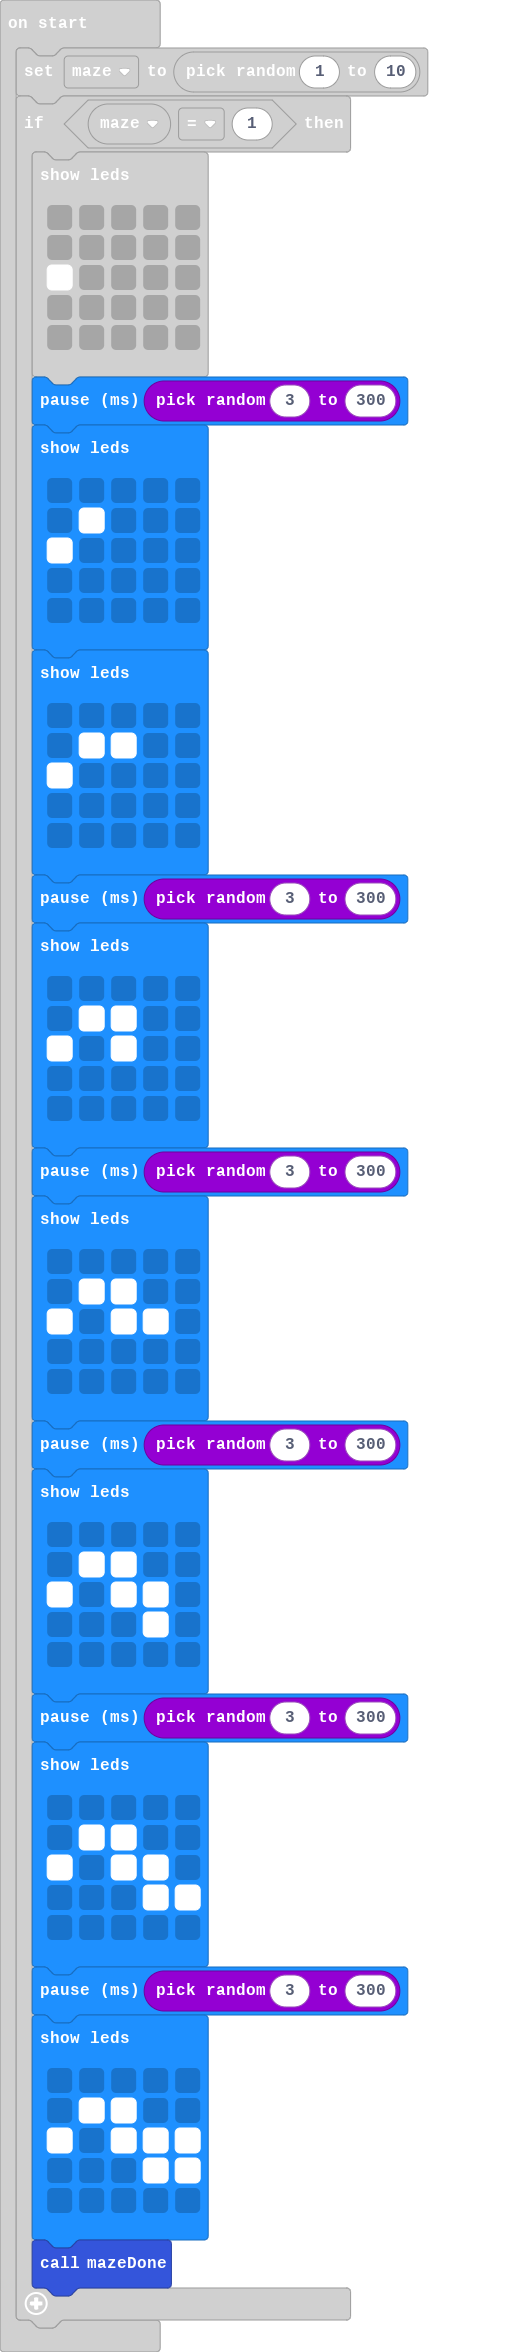 on start
set maze to pick random 1 to 10
if maze = 1 then
show leds
pause (ms) pick random 3 to 300
show leds
show leds
pause (ms) pick random 3 to 300
show leds
pause (ms) pick random 3 to 300
show leds
pause (ms) pick random 3 to 300
show leds
pause (ms) pick random 3 to 300
show leds
pause (ms) pick random 3 to 300
show leds
call mazeDone